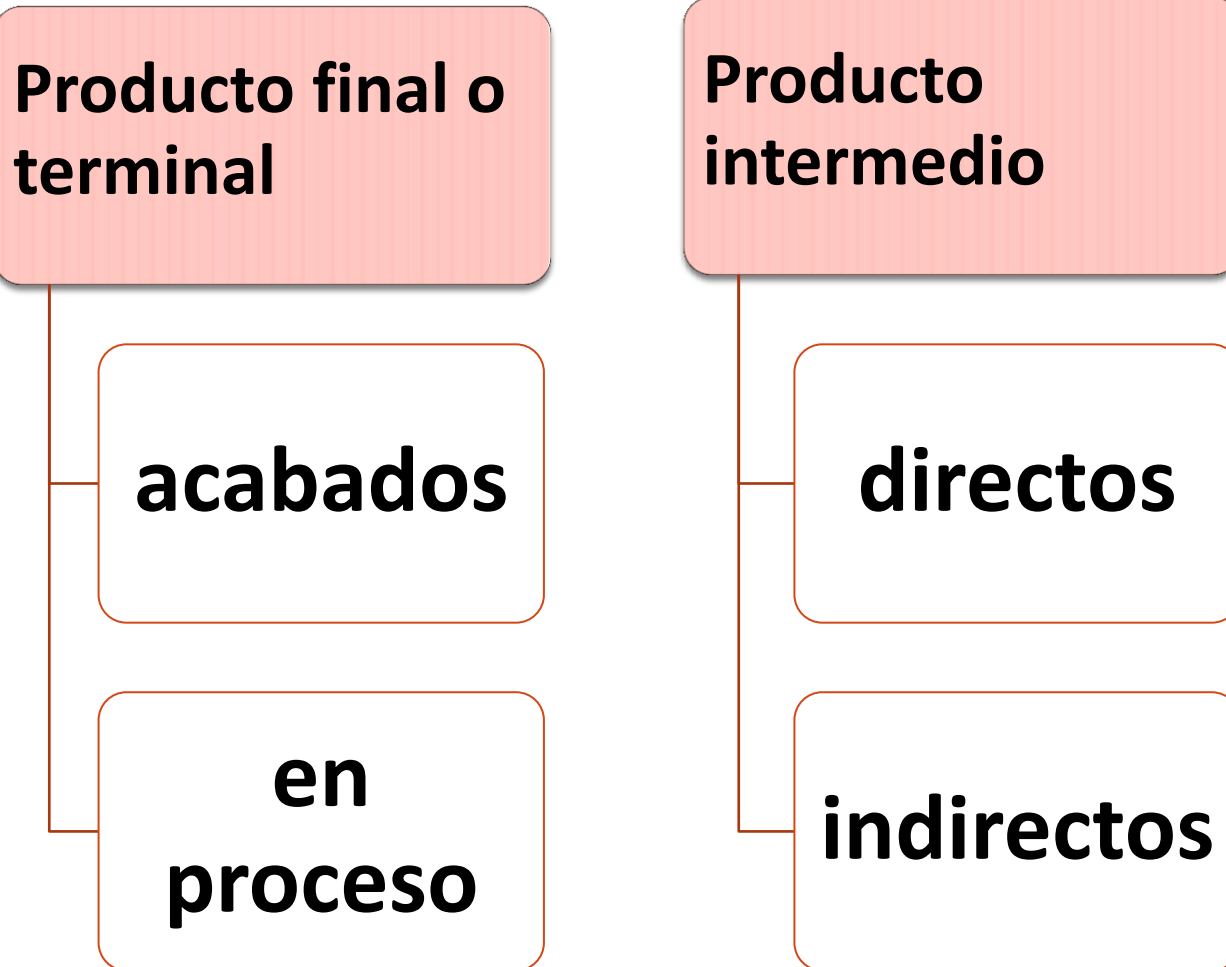 Producto final o
terminal
acabados
en
proceso
Producto
intermedio
directos
indirectos